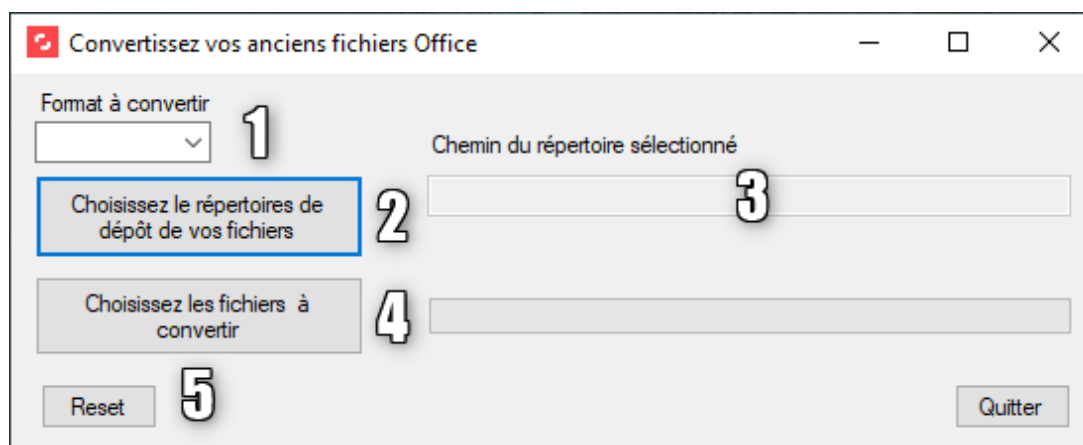 Convertissez vos anciens fichiers Office
Format à convertir
1
Chemin du répertoire sélectionné
Choisissez le répertoires de
dépôt de vos fichiers
2
3
Choisissez les fichiers  à
convertir
4
Reset
5
Quitter